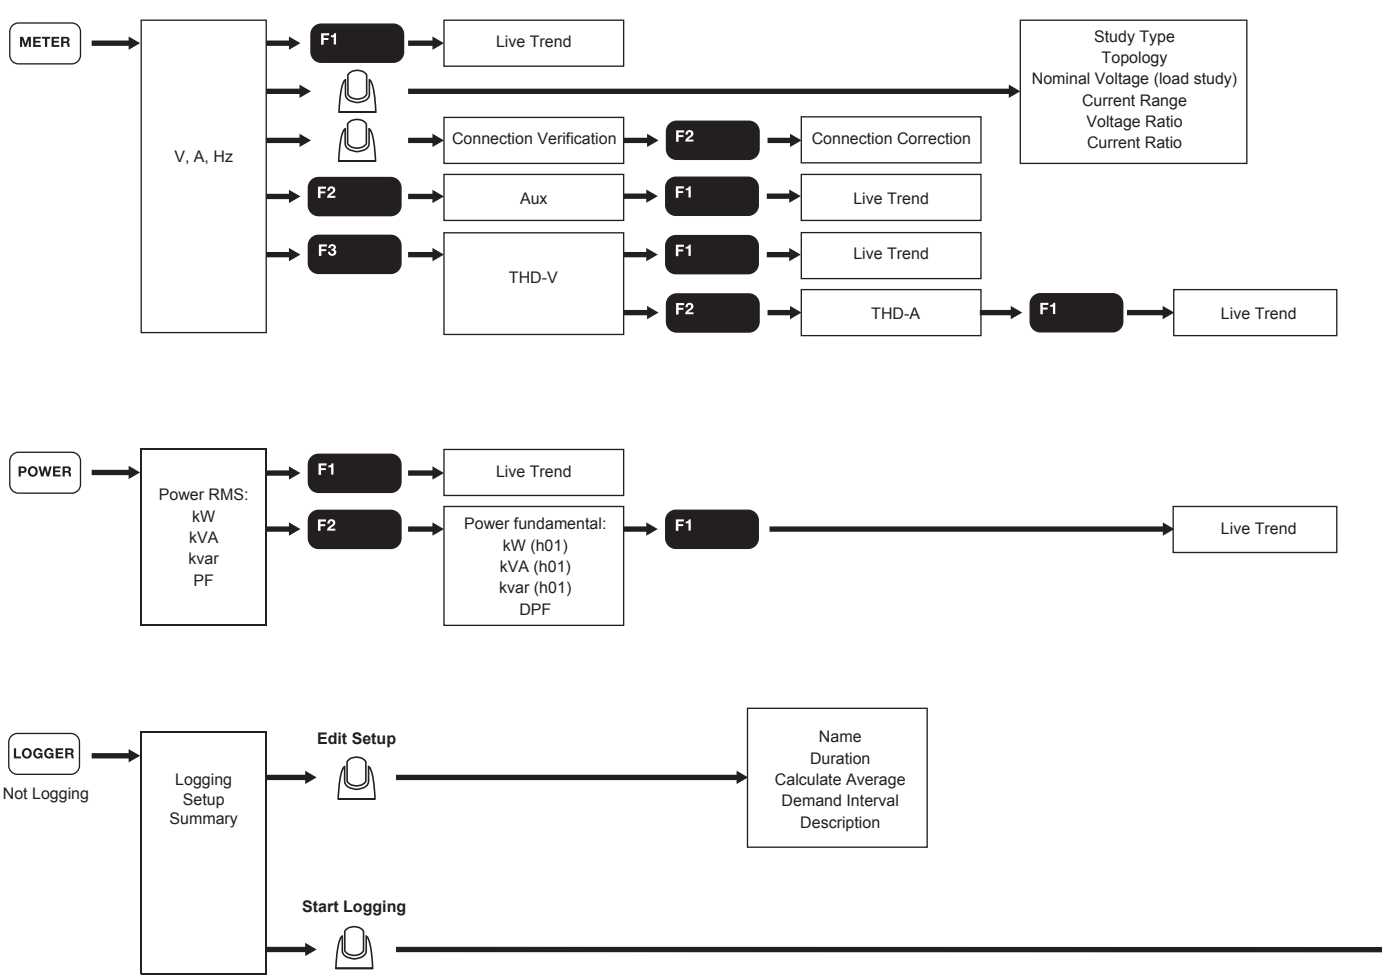 METER
V, A, Hz
F1
Live Trend
Study Type
Topology
Nominal Voltage (load study)
Current Range
Voltage Ratio
Current Ratio
Connection Verification
F2
Connection Correction
F2
Aux
F1
Live Trend
F3
THD-V
F1
Live Trend
F2
THD-A
F1
Live Trend
POWER
Power RMS:
kW
kVA
kvar
PF
F1
Live Trend
F2
Power fundamental:
kW (h01)
kVA (h01)
kvar (h01)
DPF
F1
Live Trend
LOGGER
Not Logging
Logging
Setup
Summary
Edit Setup
Name
Duration
Calculate Average
Demand Interval
Description
Start Logging